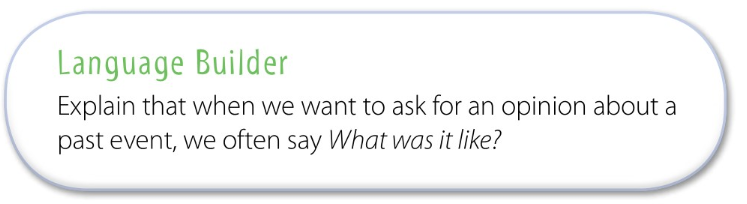 Language Builder
Explain that when we want to ask for an opinion about a
past event, we often say What was it like?